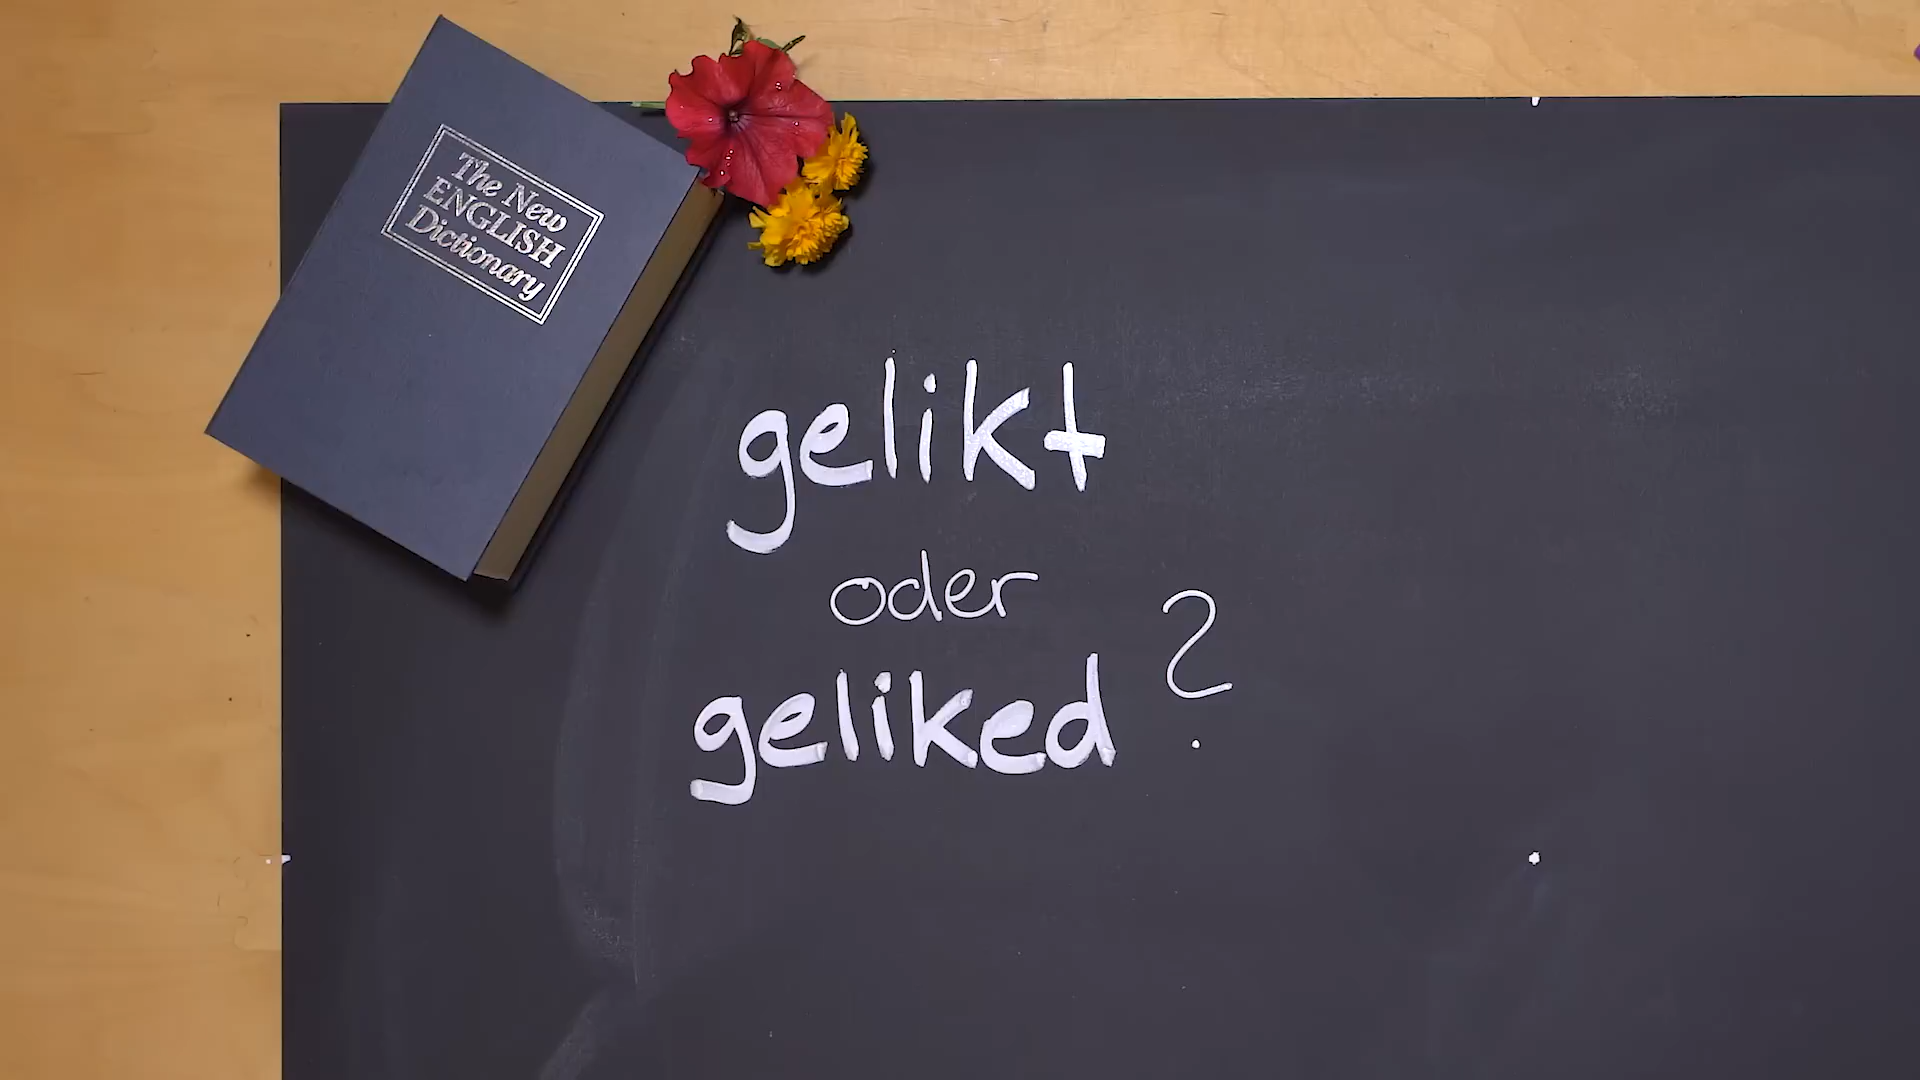 The New
ENGLISH
Dictionary
gelikt
oder
geliked ?